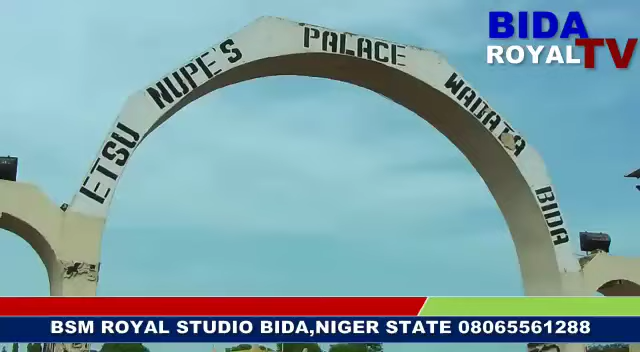 BIDA
ROYAL TV
ETSU NUPE'S PALACE WADATA BIDA
BSM ROYAL STUDIO BIDA,NIGER STATE 08065561288